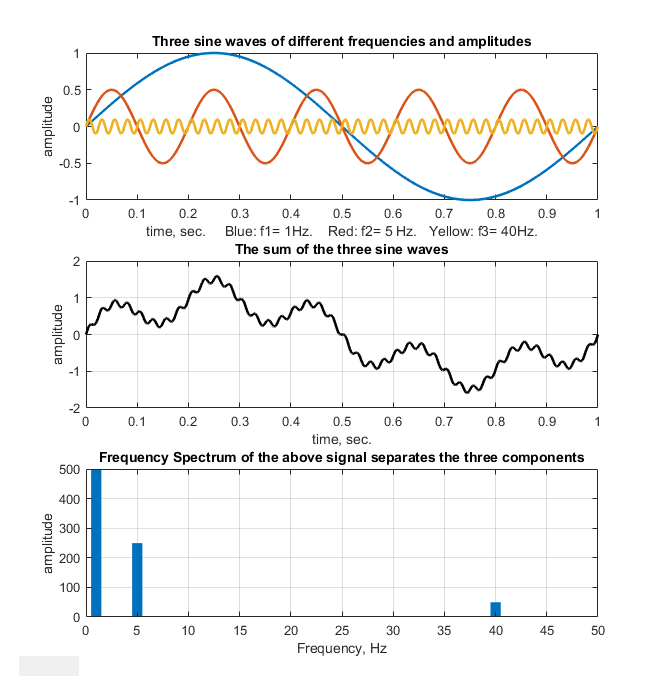 Three sine waves of different frequencies and amplitudes
1
0.5
0
-0.5
-1
amplitude
0 0.1 0.2 0.3 0.4 0.5 0.6 0.7 0.8 0.9 1
time, sec. Blue: f1= 1Hz. Red: f2= 5 Hz. Yellow: f3= 40Hz.
The sum of the three sine waves
2
1
0
-1
-2
amplitude
0 0.1 0.2 0.3 0.4 0.5 0.6 0.7 0.8 0.9 1
time, sec.
Frequency Spectrum of the above signal separates the three components
500
400
300
200
100
0
amplitude
0 5 10 15 20 25 30 35 40 45 50
Frequency, Hz